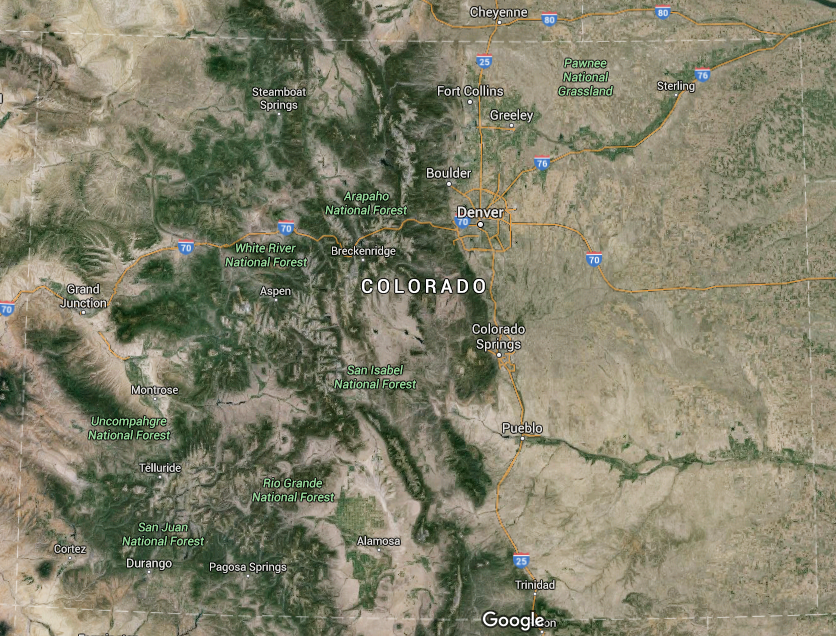 Cheyenne
80
80
25
Pawnee
National
Grassland
76
Steamboat
Springs
Fort Collins
Sterling
Greeley
76
Boulder
Arapaho
National Forest
Denver
70
70
70
White River
National Forest
Breckenridge
70
Grand
Junction
Aspen
COLORADO
70
Colorado
Springs
San Isabel
National Forest
Montrose
Uncompahgre
National Forest
Pueblo
Telluride
Rio Grande
National Forest
San Juan
National Forest
Alamosa
Cortez
Durango
Pagosa Springs
25
Trinidad
Google